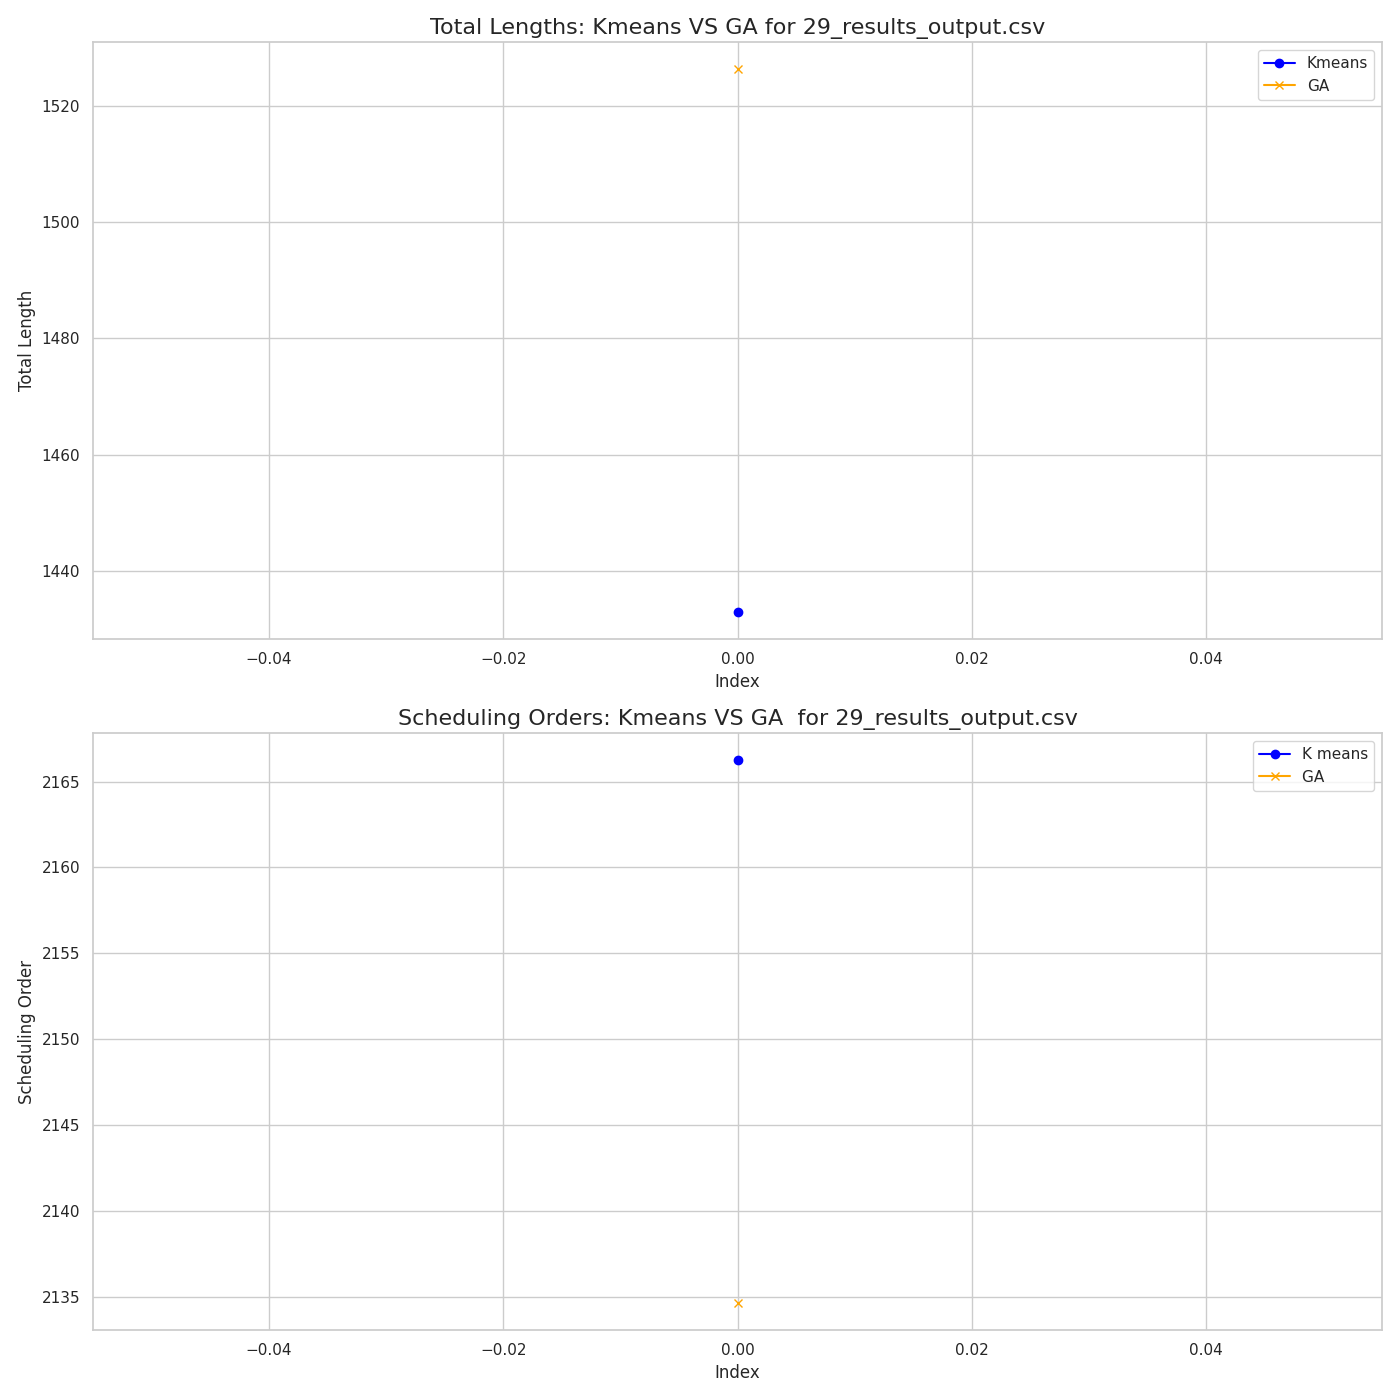 Total Lengths: Kmeans VS GA for 29_results_output.csv
Kmeans
GA
1520
1500
1480
1460
1440
Total Length
−0.04
−0.02
0.00
0.02
0.04
Index
Scheduling Orders: Kmeans VS GA  for 29_results_output.csv
K means
GA
2165
2160
2155
2150
2145
2140
2135
Scheduling Order
−0.04
−0.02
0.00
0.02
0.04
Index